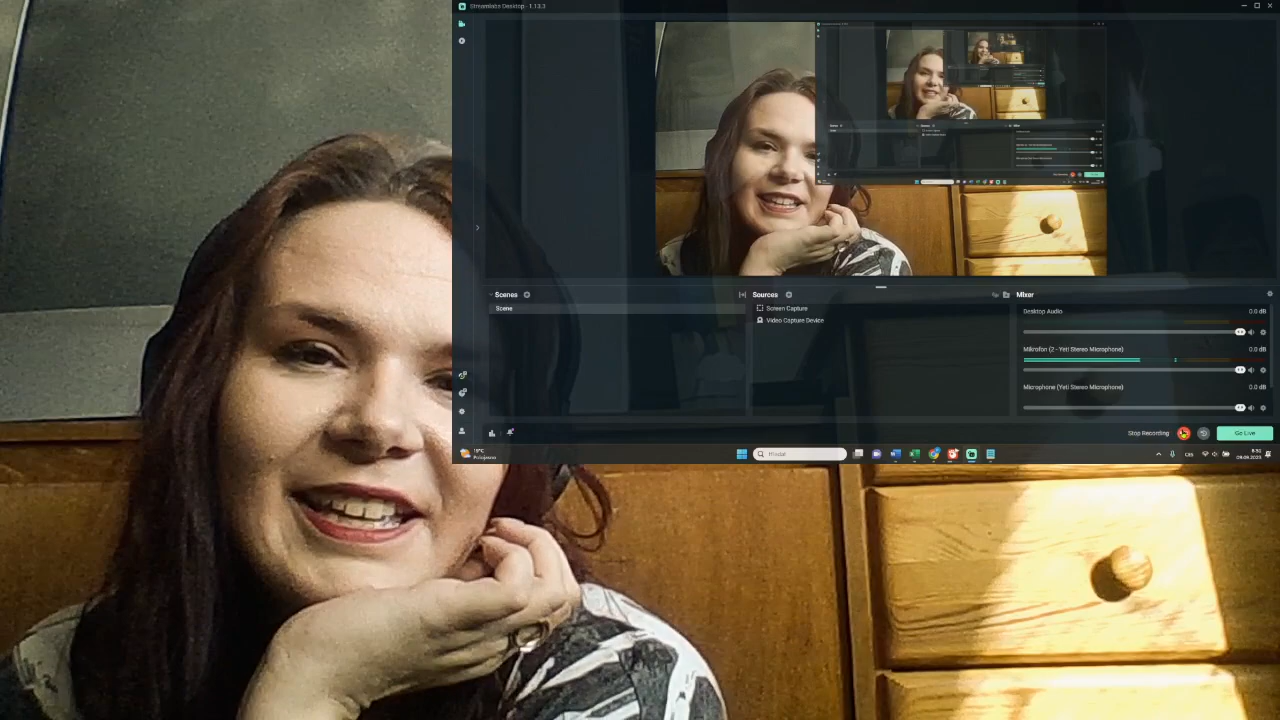 Streamlabs Desktop - 1.13.3
Scenes
Scene
Sources
Screen Capture
Video Capture Device
Mixer
Desktop Audio 0.0 dB
Mikrofon (2 - Yeti Stereo Microphone) 0.0 dB
Microphone (Yeti Stereo Microphone) 0.0 dB
Stop Recording
Go Live
Hledat
CES